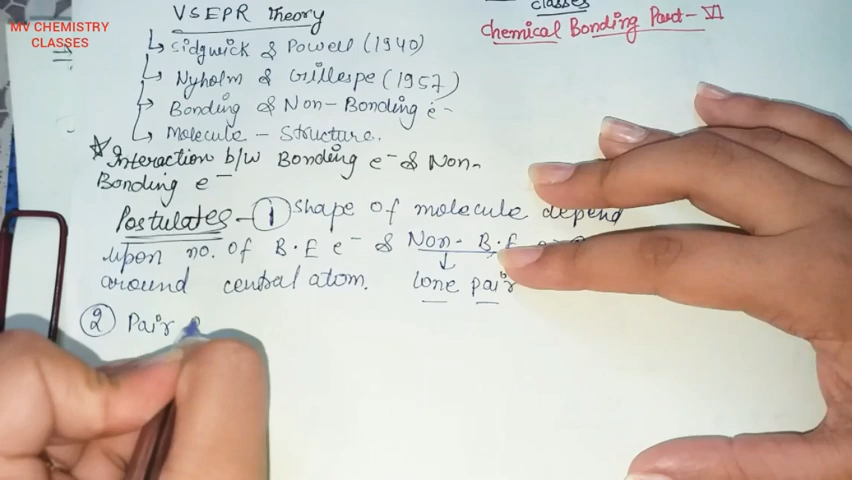 MV CHEMISTRY
CLASSES
classes
Chemical Bonding Part-VI
VSEPR Theory
Sidgwick & Powell (1940)
Nyholm & Gillespe (1957)
Bonding & Non-Bonding e-
Molecule - Structure.
Interaction b/w Bonding e- & Non-
Bonding e-
Postulates - ① Shape of molecule depend
upon no. of B.E e- & Non-B.E
around central atom.
lone pair
② Pair